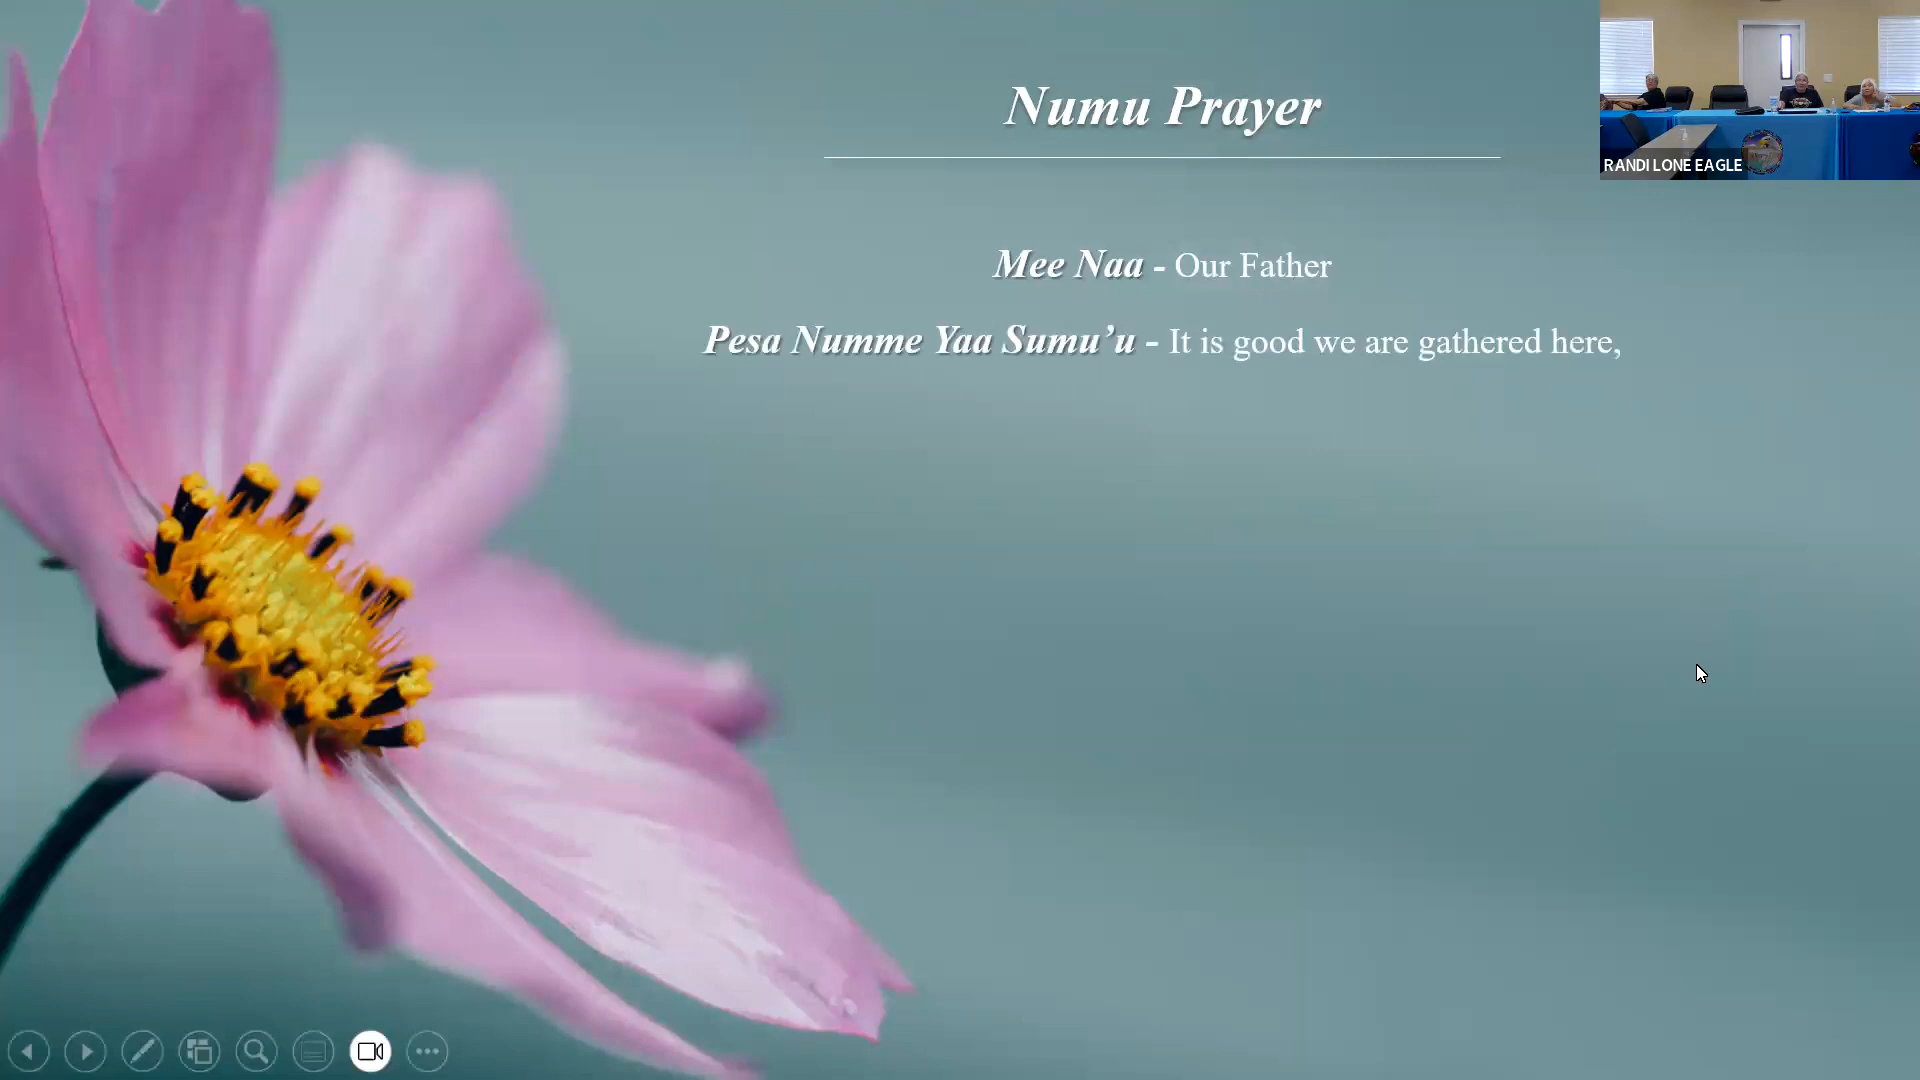 Numu Prayer
RANDI LONE EAGLE
Mee Naa - Our Father
Pesa Numme Yaa Sumu’u - It is good we are gathered here,